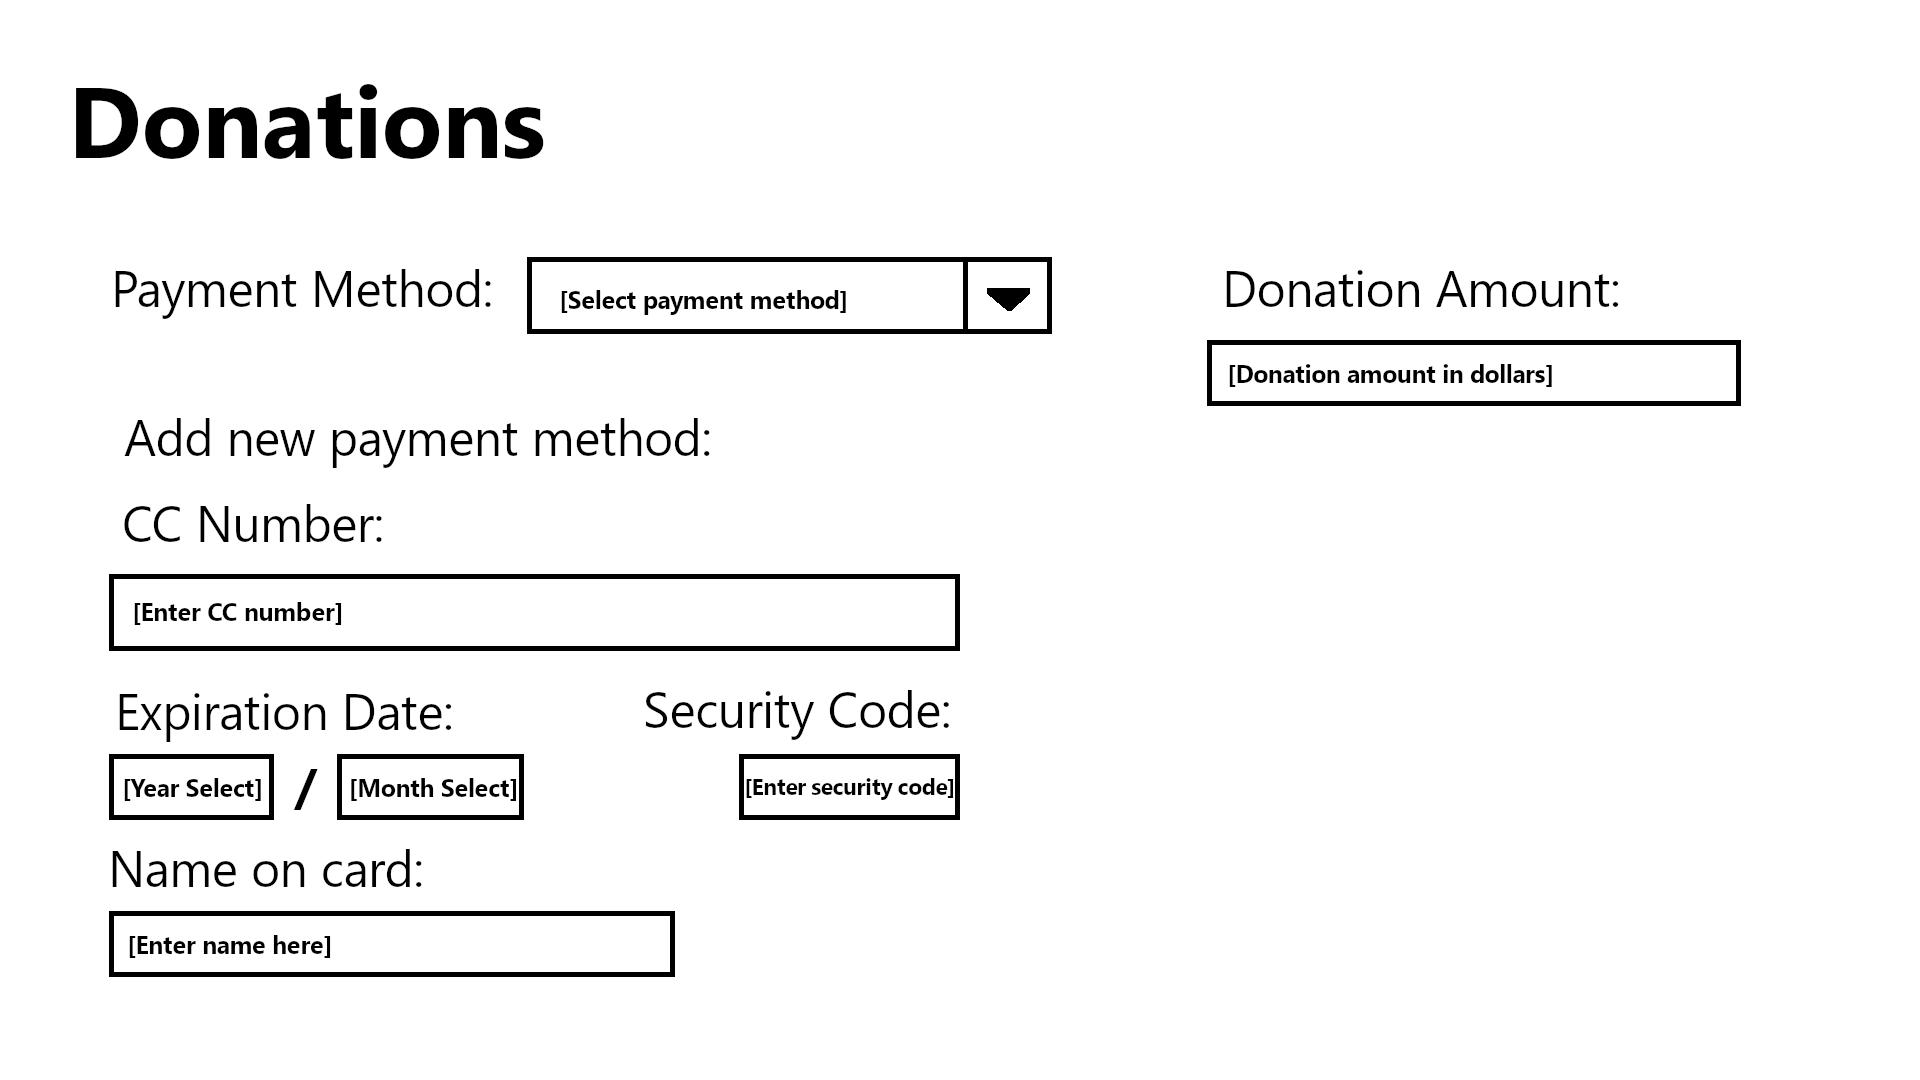 Donations
Payment Method:
[Select payment method]
Donation Amount:
[Donation amount in dollars]
Add new payment method:
CC Number:
[Enter CC number]
Expiration Date:
Security Code:
[Year Select] / [Month Select]
[Enter security code]
Name on card:
[Enter name here]